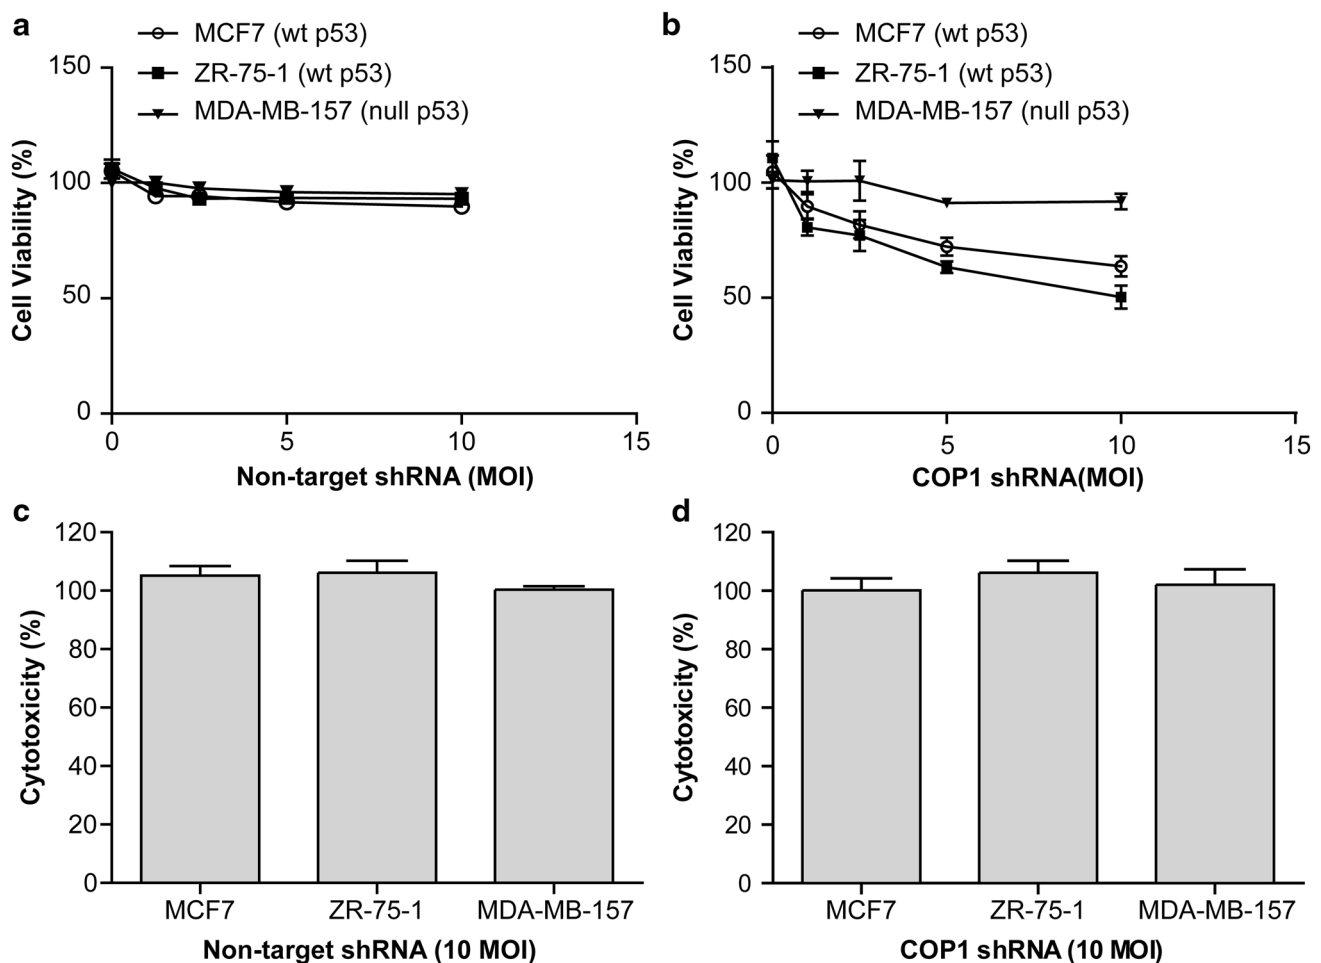 a
MCF7 (wt p53)
ZR-75-1 (wt p53)
MDA-MB-157 (null p53)
150
100
50
0
Cell Viability (%)
0 5 10 15
Non-target shRNA (MOI)
b
MCF7 (wt p53)
ZR-75-1 (wt p53)
MDA-MB-157 (null p53)
150
100
50
0
Cell Viability (%)
0 5 10 15
COP1 shRNA(MOI)
c
120
100
80
60
40
20
0
Cytotoxicity (%)
MCF7 ZR-75-1 MDA-MB-157
Non-target shRNA (10 MOI)
d
120
100
80
60
40
20
0
Cytotoxicity (%)
MCF7 ZR-75-1 MDA-MB-157
COP1 shRNA (10 MOI)